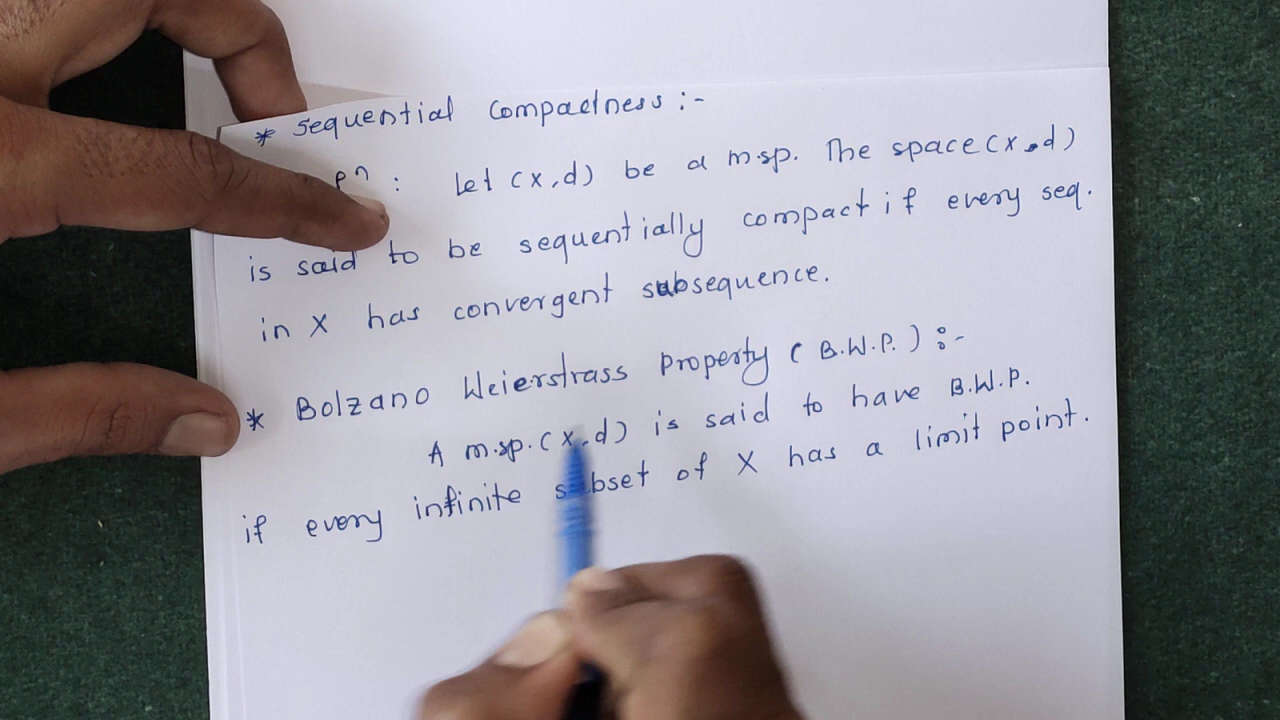 * Sequential Compactness :-
: Let (X,d) be a m.sp. The space (X,d)
is said to be sequentially compact if every seq.
in X has convergent subsequence.
* Bolzano Weierstrass Property ( B.W.P. ) :-
A m.sp. (X,d) is said to have B.W.P.
if every infinite subset of X has a limit point.